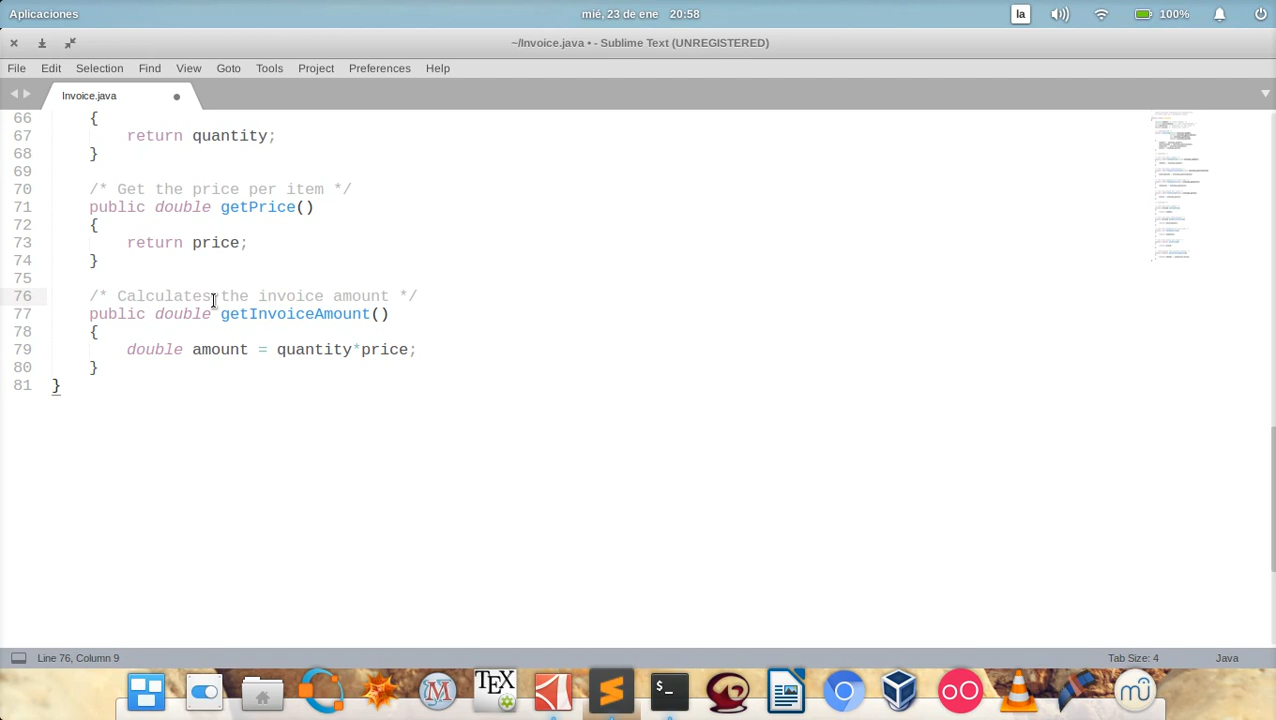 Aplicaciones
mié, 23 de ene 20:58
la
100%
~/Invoice.java • - Sublime Text (UNREGISTERED)
File Edit Selection Find View Goto Tools Project Preferences Help
Invoice.java
66 {
67 return quantity;
68 }
69
70 /* Get the price per item */
71 public double getPrice()
72 {
73 return price;
74 }
75
76 /* Calculates the invoice amount */
77 public double getInvoiceAmount()
78 {
79 double amount = quantity*price;
80 }
81 }
Line 76, Column 9
Tab Size: 4
Java
TEX
$_